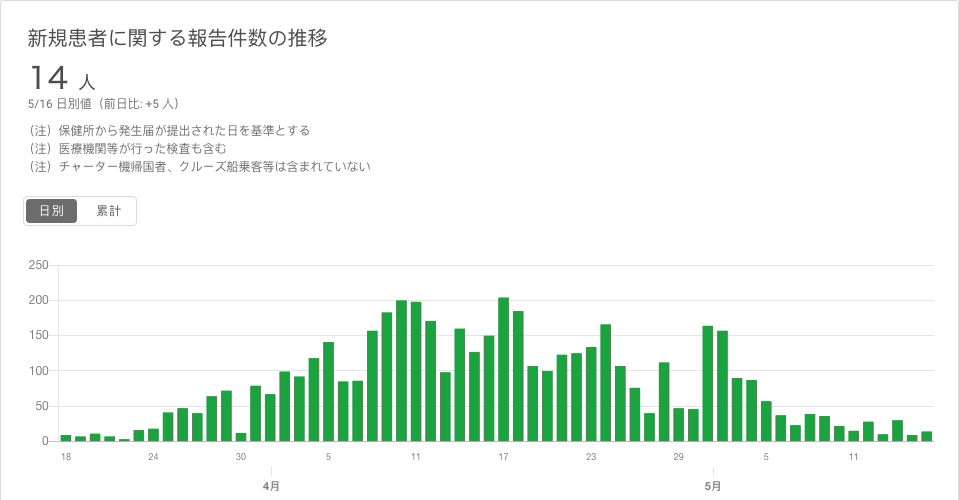 新規患者に関する報告件数の推移
14 人
5/16 日別値（前日比: +5 人）
（注）保健所から発生届が提出された日を基準とする
（注）医療機関等が行った検査も含む
（注）チャーター機帰国者、クルーズ船乗客等は含まれていない
日別 累計
250
200
150
100
50
0
18 24 30 5 11 17 23 29 5 11
4月 5月